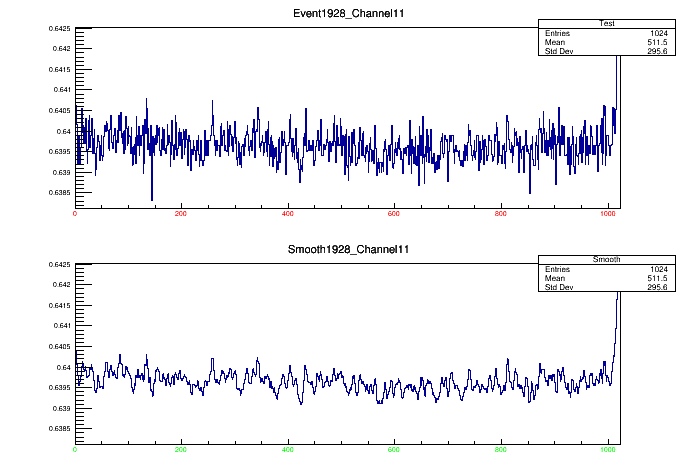 Event1928_Channel11
Test
Entries 1024
Mean 511.5
Std Dev 295.6
0.6425
0.642
0.6415
0.641
0.6405
0.64
0.6395
0.639
0.6385
0 200 400 600 800 1000
Smooth1928_Channel11
Smooth
Entries 1024
Mean 511.5
Std Dev 295.6
0.6425
0.642
0.6415
0.641
0.6405
0.64
0.6395
0.639
0.6385
0 200 400 600 800 1000